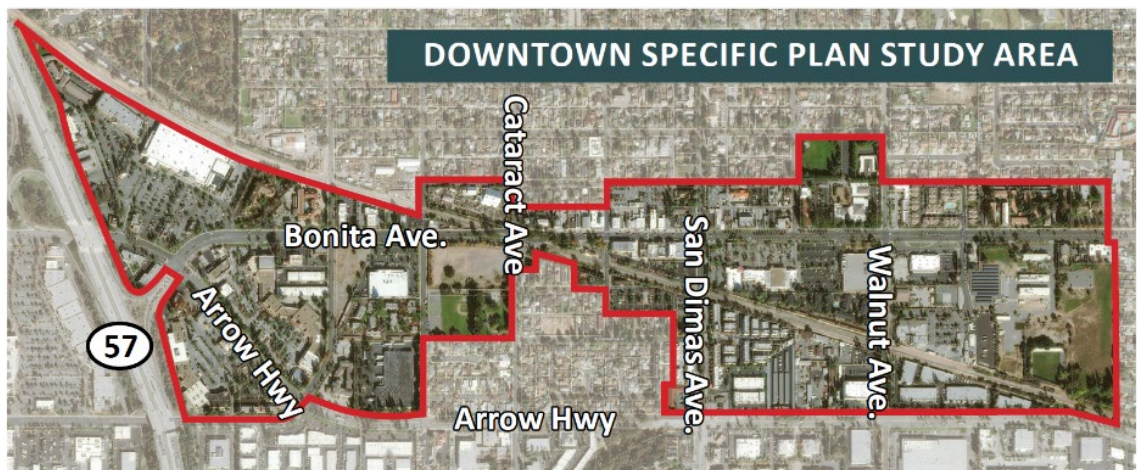 DOWNTOWN SPECIFIC PLAN STUDY AREA
Cataract Ave
Bonita Ave.
San Dimas Ave.
Walnut Ave.
Arrow Hwy
57
Arrow Hwy